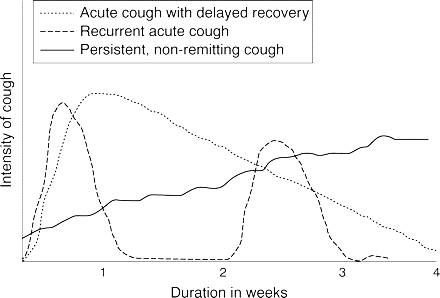 Acute cough with delayed recovery
Recurrent acute cough
Persistent, non-remitting cough
Intensity of cough
1
2
3
4
Duration in weeks